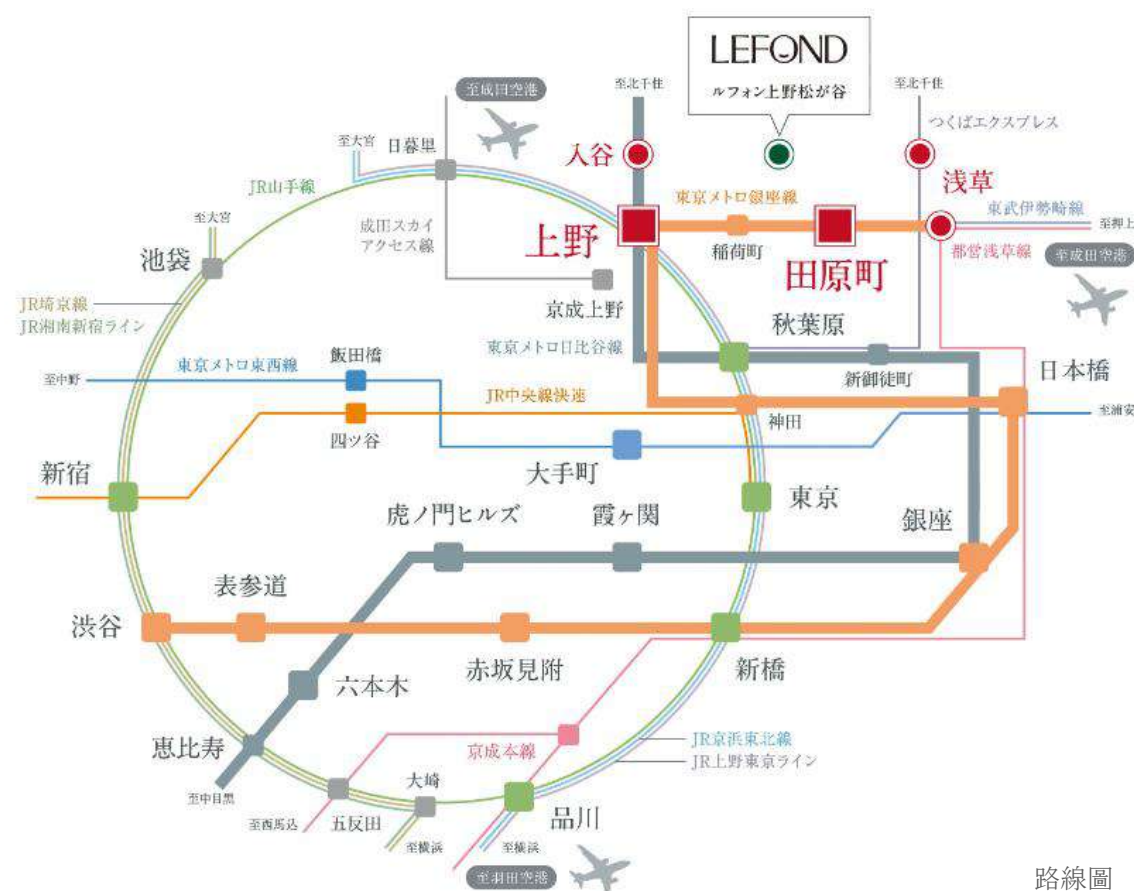 LEFOND
ルフォン上野松が谷
至成田空港
至北千住
至北千住
つくばエクスプレス
至大宮
日暮里
入谷
浅草
JR山手線
東京メトロ銀座線
東武伊勢崎線
至大宮
成田スカイ
アクセス線
上野
稲荷町
至押上
都営浅草線
池袋
田原町
至成田空港
京成上野
JR埼京線
JR湘南新宿ライン
秋葉原
東京メトロ日比谷線
飯田橋
新御徒町
日本橋
至中野
東京メトロ東西線
JR中央線快速
至浦安
神田
四ツ谷
新宿
大手町
東京
虎ノ門ヒルズ
霞ヶ関
銀座
表参道
渋谷
赤坂見附
新橋
六本木
恵比寿
京成本線
JR京浜東北線
JR上野東京ライン
至中目黒
大崎
至西馬込
五反田
品川
至横浜
至横浜
至羽田空港
路線圖